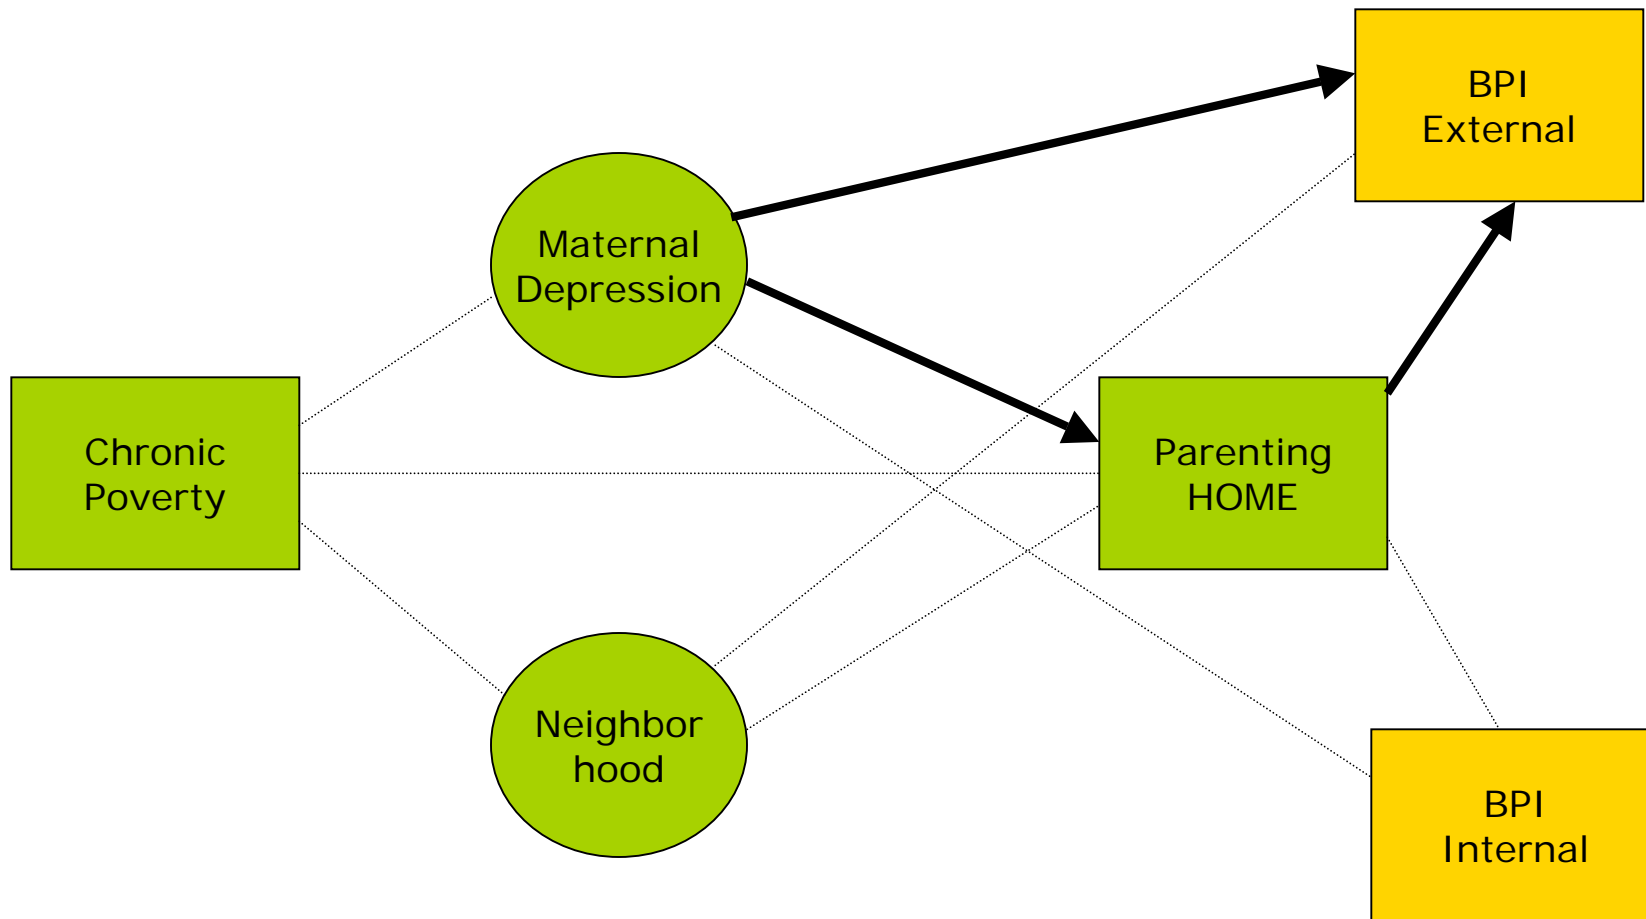 BPI
External
Maternal
Depression
Chronic
Poverty
Parenting
HOME
Neighbor
hood
BPI
Internal